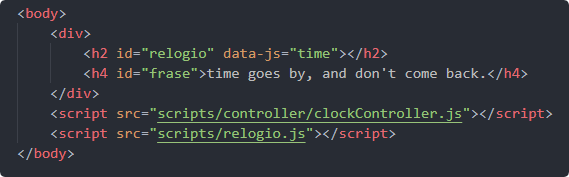 <body>
    <div>
        <h2 id="relogio" data-js="time"></h2>
        <h4 id="frase">time goes by, and don't come back.</h4>
    </div>
    <script src="scripts/controller/clockController.js"></script>
    <script src="scripts/relogio.js"></script>
</body>